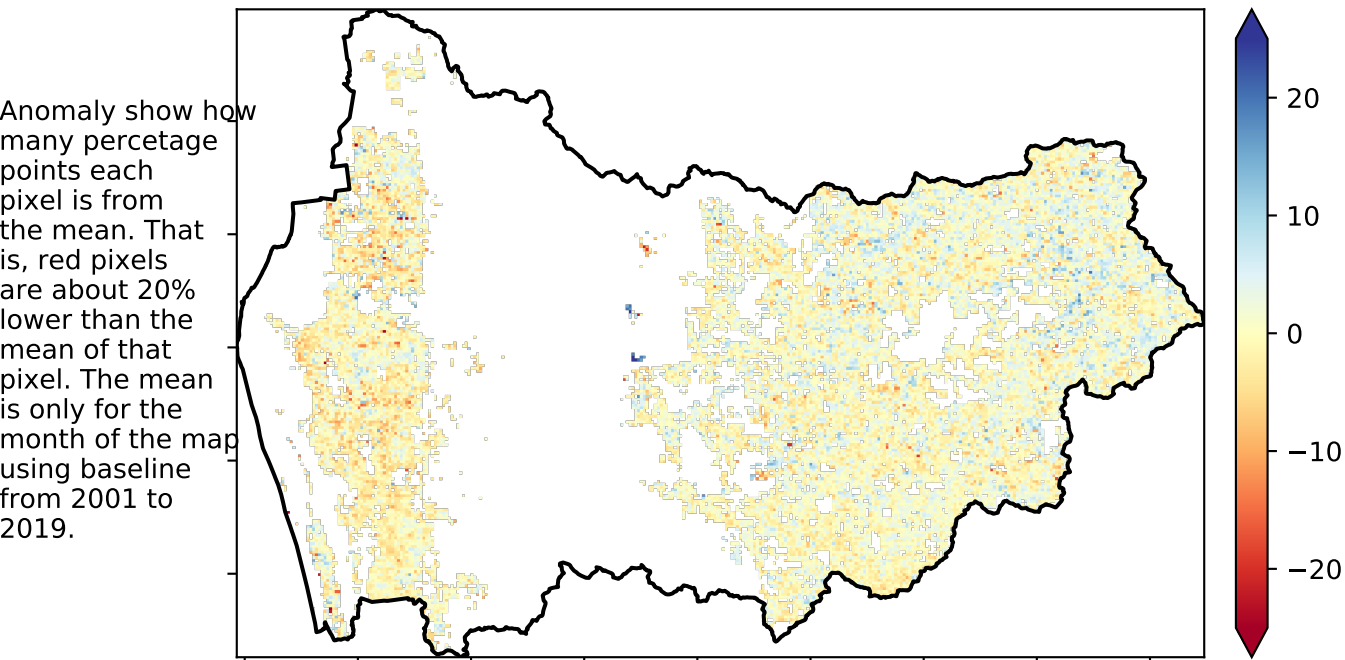 Anomaly show how
many percetage
points each
pixel is from
the mean. That
is, red pixels
are about 20%
lower than the
mean of that
pixel. The mean
is only for the
month of the map
using baseline
from 2001 to
2019.
20
10
0
−10
−20